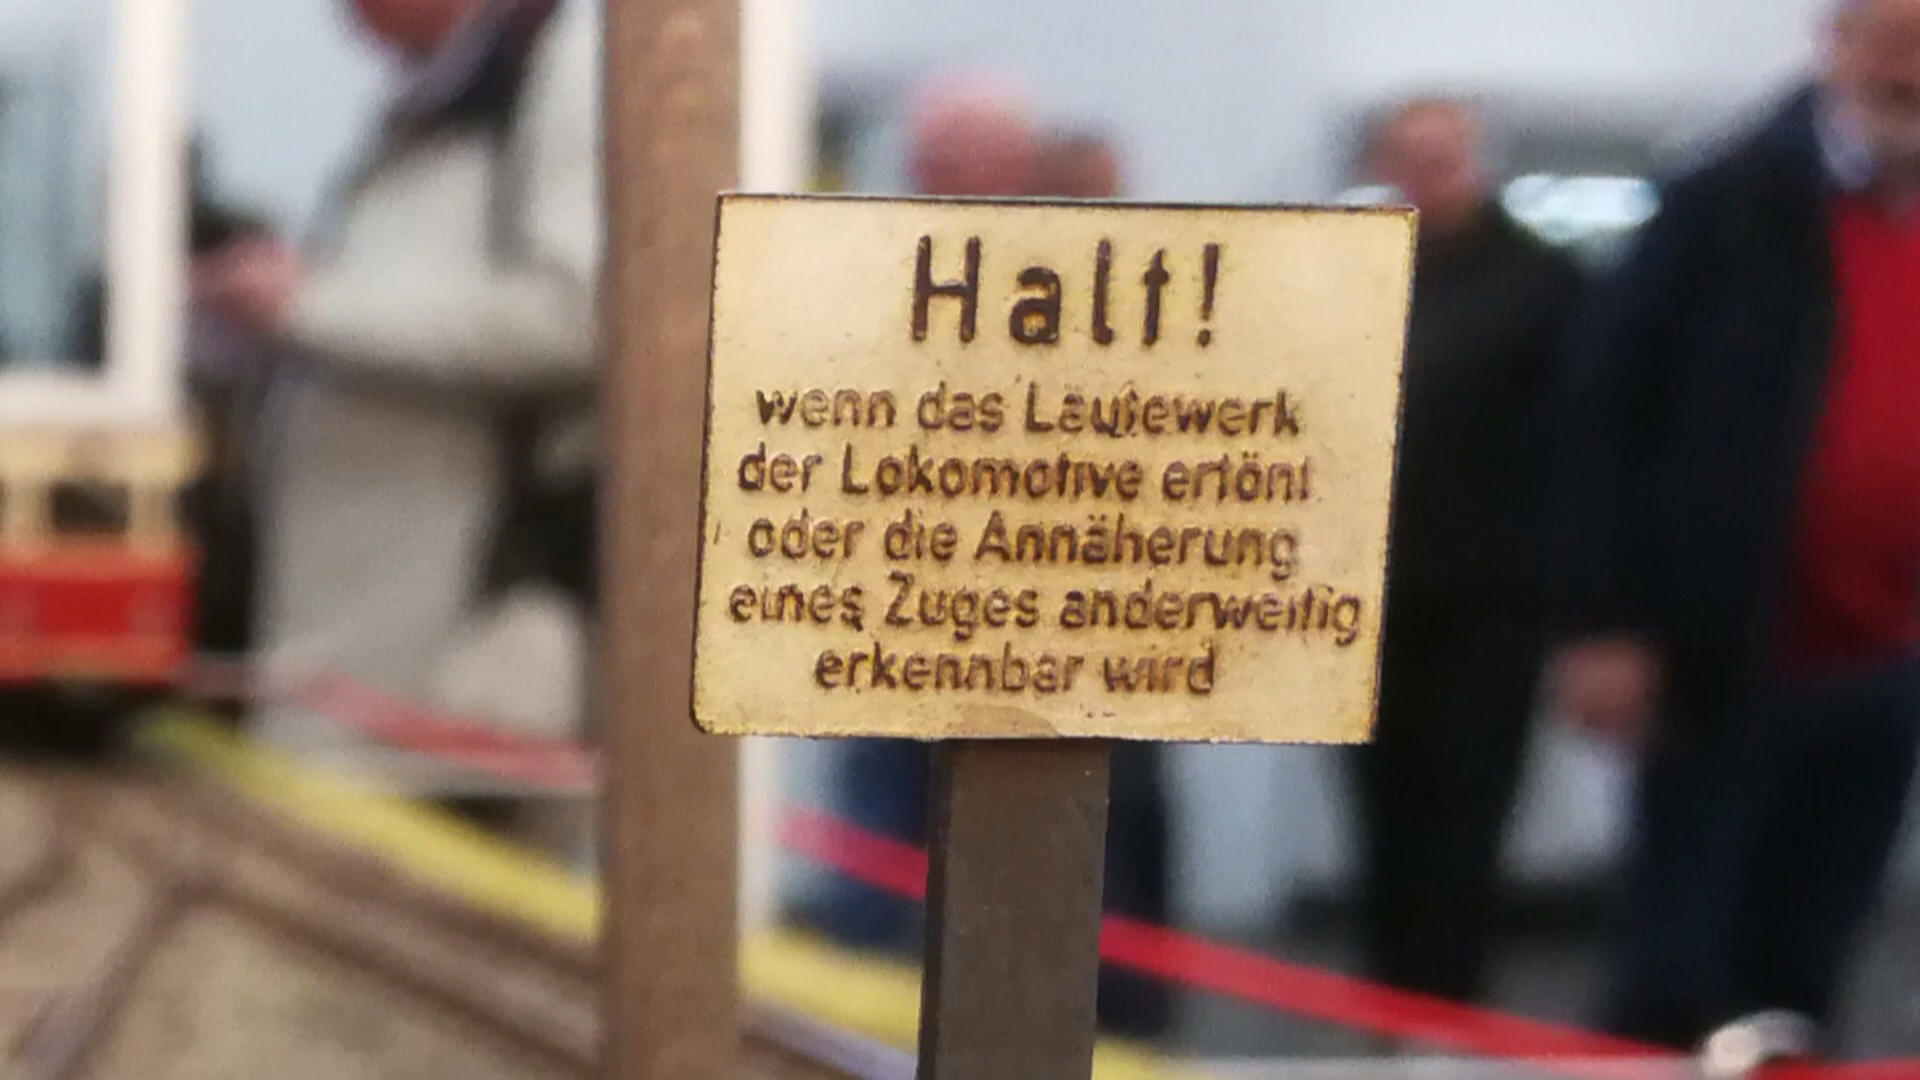 Halt!
wenn das Läutewerk
der Lokomotive ertönt
oder die Annäherung
eines Zuges anderweitig
erkennbar wird